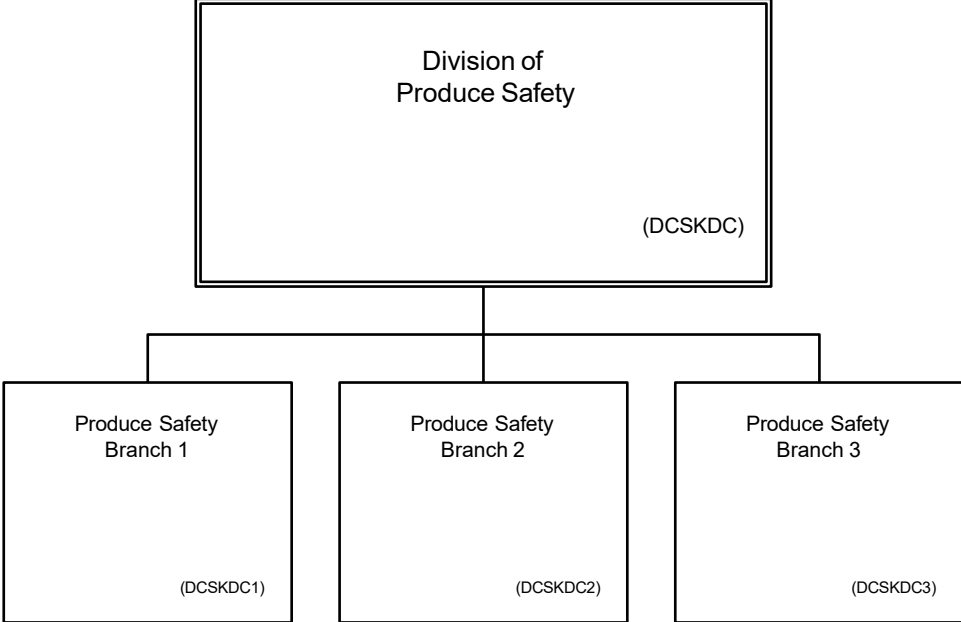 Division of
Produce Safety
(DCSKDC)
Produce Safety
Branch 1
(DCSKDC1)
Produce Safety
Branch 2
(DCSKDC2)
Produce Safety
Branch 3
(DCSKDC3)